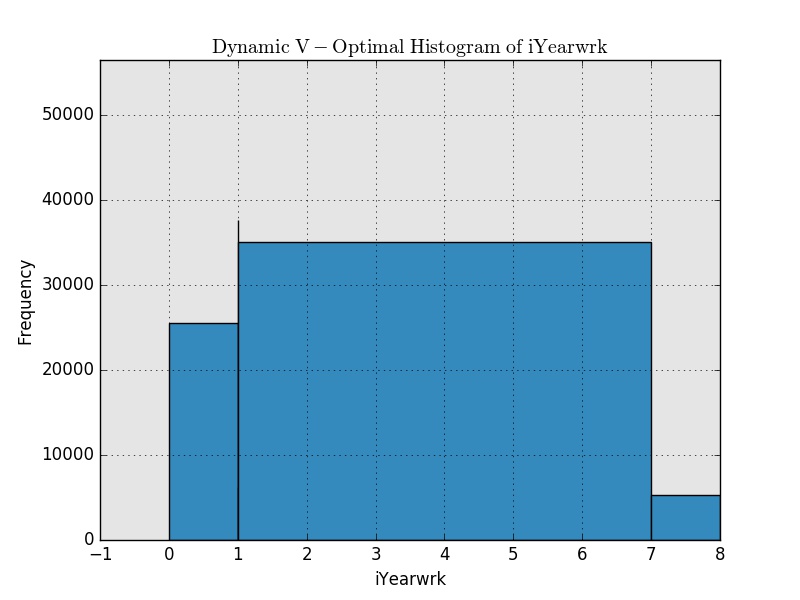 Dynamic V − Optimal Histogram of iYearwrk
50000
40000
30000
20000
10000
0
Frequency
−1 0 1 2 3 4 5 6 7 8
iYearwrk